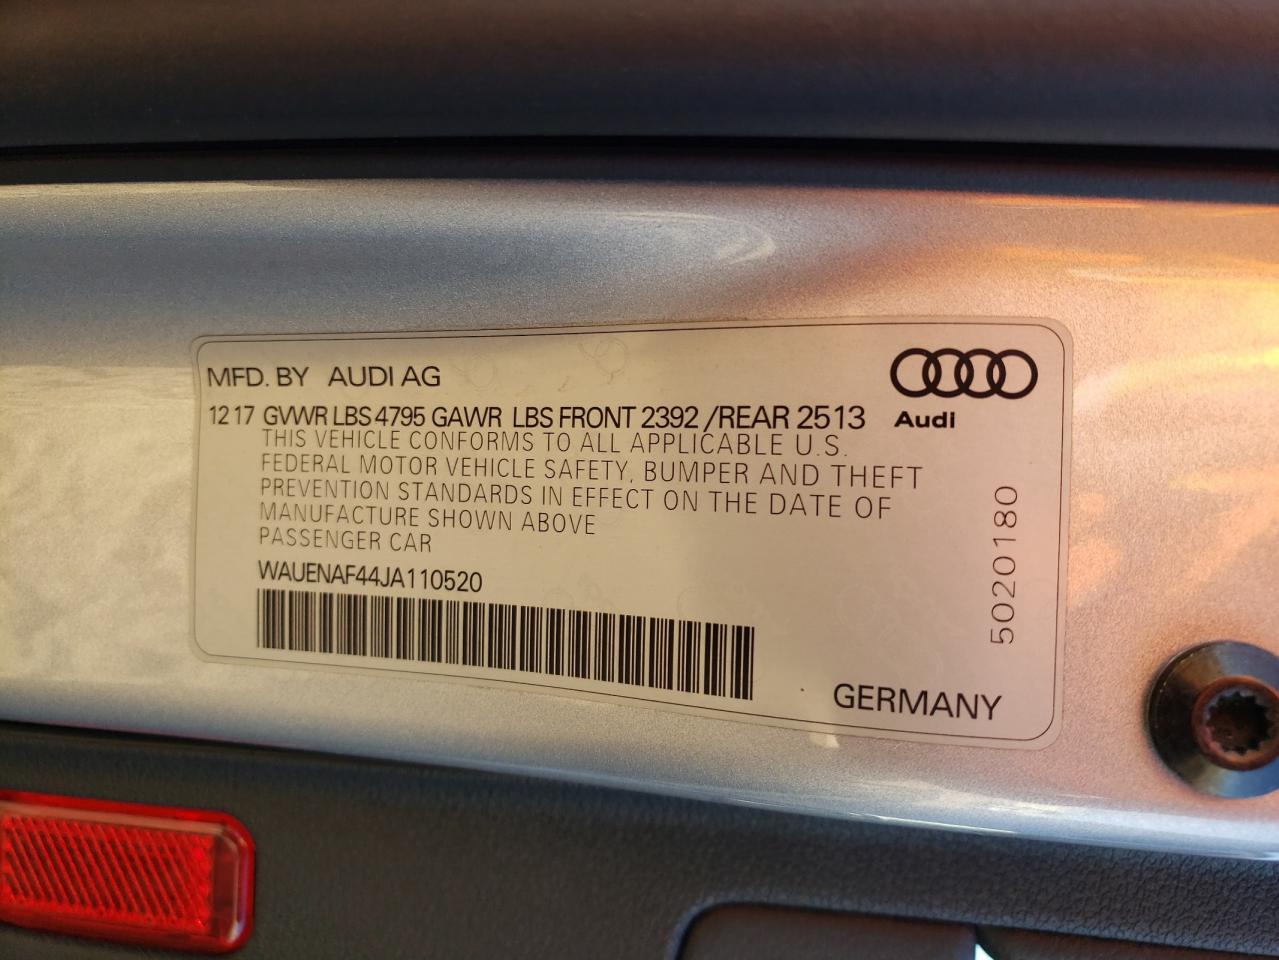 MFD. BY AUDI AG
12 17 GVWR LBS 4795 GAWR LBS FRONT 2392 /REAR 2513
Audi
THIS VEHICLE CONFORMS TO ALL APPLICABLE U.S.
FEDERAL MOTOR VEHICLE SAFETY, BUMPER AND THEFT
PREVENTION STANDARDS IN EFFECT ON THE DATE OF
MANUFACTURE SHOWN ABOVE
PASSENGER CAR
WAUENAF44JA110520
5020180
GERMANY